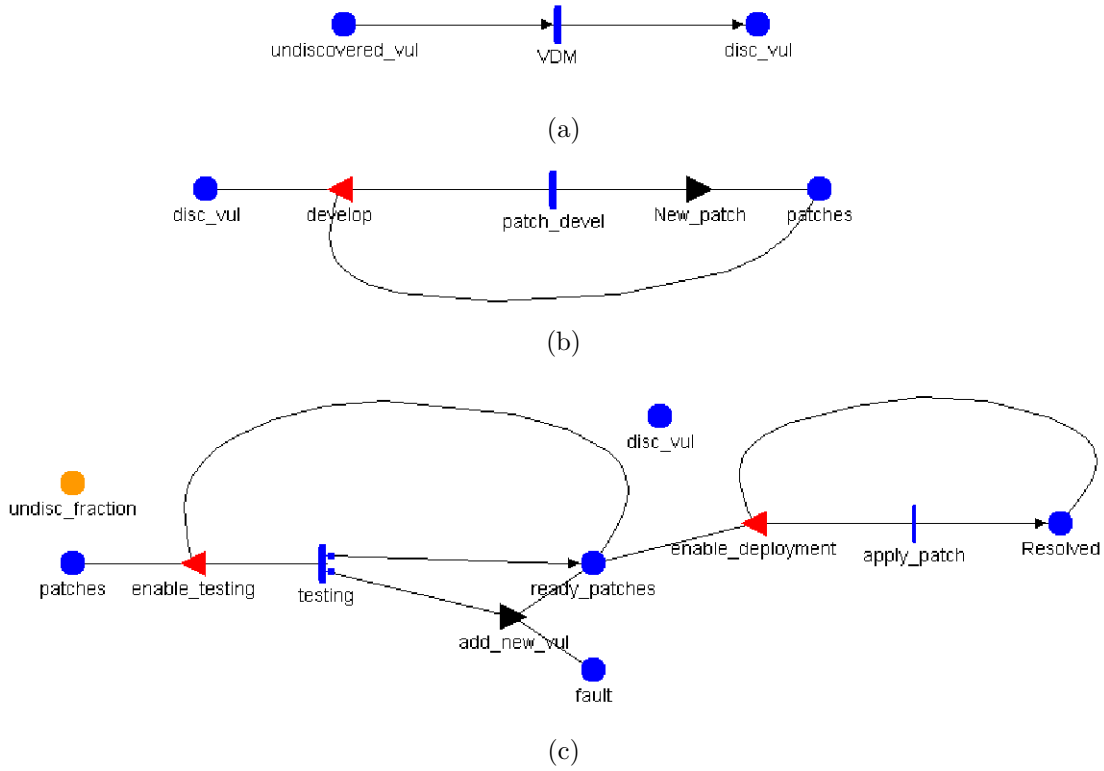 undiscovered_vul
VDM
disc_vul
(a)
disc_vul
develop
patch_devel
New_patch
patches
(b)
disc_vul
undisc_fraction
patches
enable_testing
testing
ready_patches
enable_deployment
apply_patch
Resolved
add_new_vul
fault
(c)